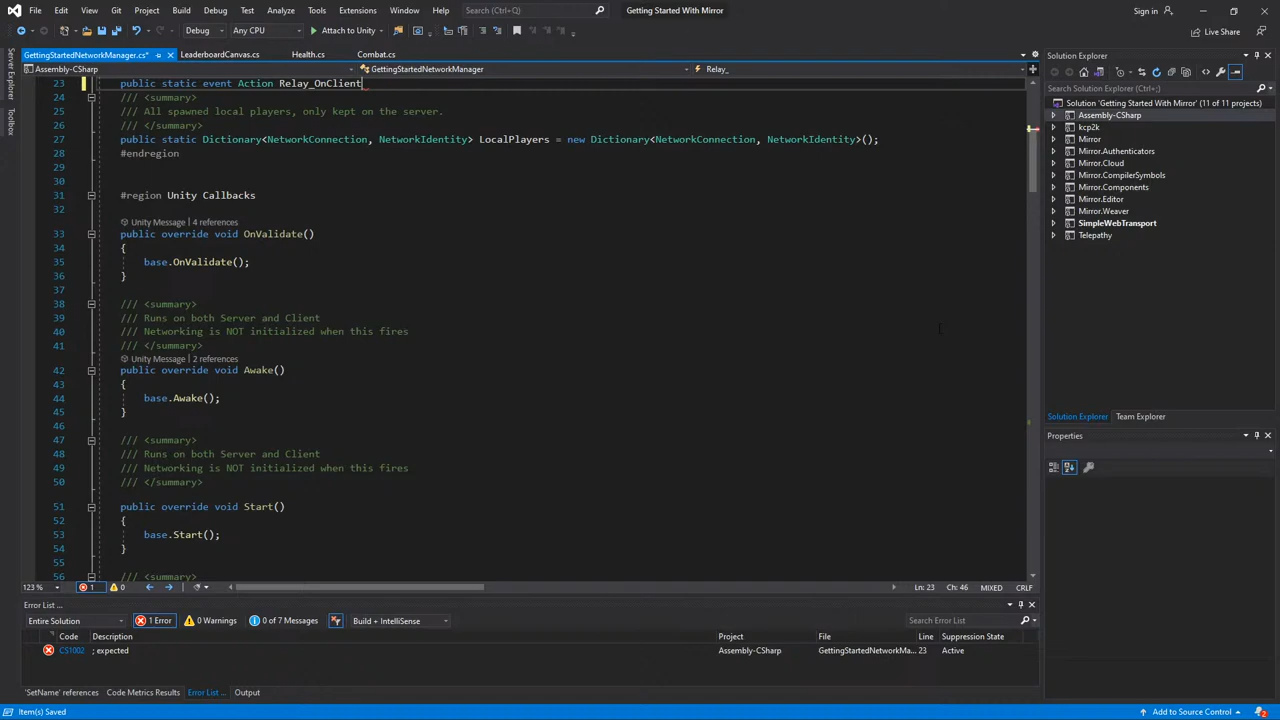 File Edit View Git Project Build Debug Test Analyze Tools Extensions Window Help Search (Ctrl+Q) Getting Started With Mirror Sign in
Debug Any CPU Attach to Unity Live Share
GettingStartedNetworkManager.cs* LeaderboardCanvas.cs Health.cs Combat.cs
Assembly-CSharp GettingStartedNetworkManager Relay_
Server Explorer
Toolbox
23 public static event Action Relay_OnClient
24 /// <summary>
25 /// All spawned local players, only kept on the server.
26 /// </summary>
27 public static Dictionary<NetworkConnection, NetworkIdentity> LocalPlayers = new Dictionary<NetworkConnection, NetworkIdentity>();
28 #endregion
29
30
31 #region Unity Callbacks
32
Unity Message | 4 references
33 public override void OnValidate()
34 {
35 base.OnValidate();
36 }
37
38 /// <summary>
39 /// Runs on both Server and Client
40 /// Networking is NOT initialized when this fires
41 /// </summary>
Unity Message | 2 references
42 public override void Awake()
43 {
44 base.Awake();
45 }
46
47 /// <summary>
48 /// Runs on both Server and Client
49 /// Networking is NOT initialized when this fires
50 /// </summary>
51 public override void Start()
52 {
53 base.Start();
54 }
55
56 /// <summary>
123 % 1 0 Ln: 23 Ch: 46 MIXED CRLF
Solution Explorer
Search Solution Explorer (Ctrl+;)
Solution 'Getting Started With Mirror' (11 of 11 projects)
Assembly-CSharp
kcp2k
Mirror
Mirror.Authenticators
Mirror.Cloud
Mirror.CompilerSymbols
Mirror.Components
Mirror.Editor
Mirror.Weaver
SimpleWebTransport
Telepathy
Solution Explorer Team Explorer
Properties
Error List ...
Entire Solution 1 Error 0 Warnings 0 of 7 Messages Build + IntelliSense Search Error List
Code Description Project File Line Suppression State
CS1002 ; expected Assembly-CSharp GettingStartedNetworkMa... 23 Active
'SetName' references Code Metrics Results Error List ... Output
Item(s) Saved Add to Source Control 2